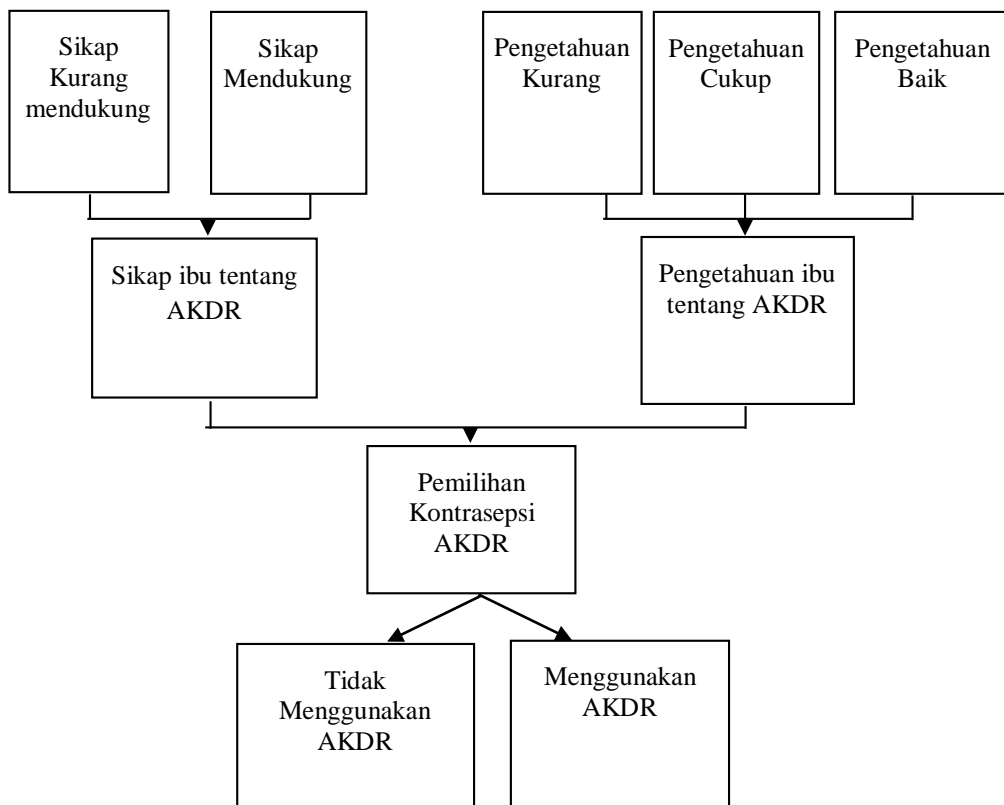 Sikap
Kurang
mendukung
Sikap
Mendukung
Pengetahuan
Kurang
Pengetahuan
Cukup
Pengetahuan
Baik
Sikap ibu tentang
AKDR
Pengetahuan ibu
tentang AKDR
Pemilihan
Kontrasepsi
AKDR
Tidak
Menggunakan
AKDR
Menggunakan
AKDR